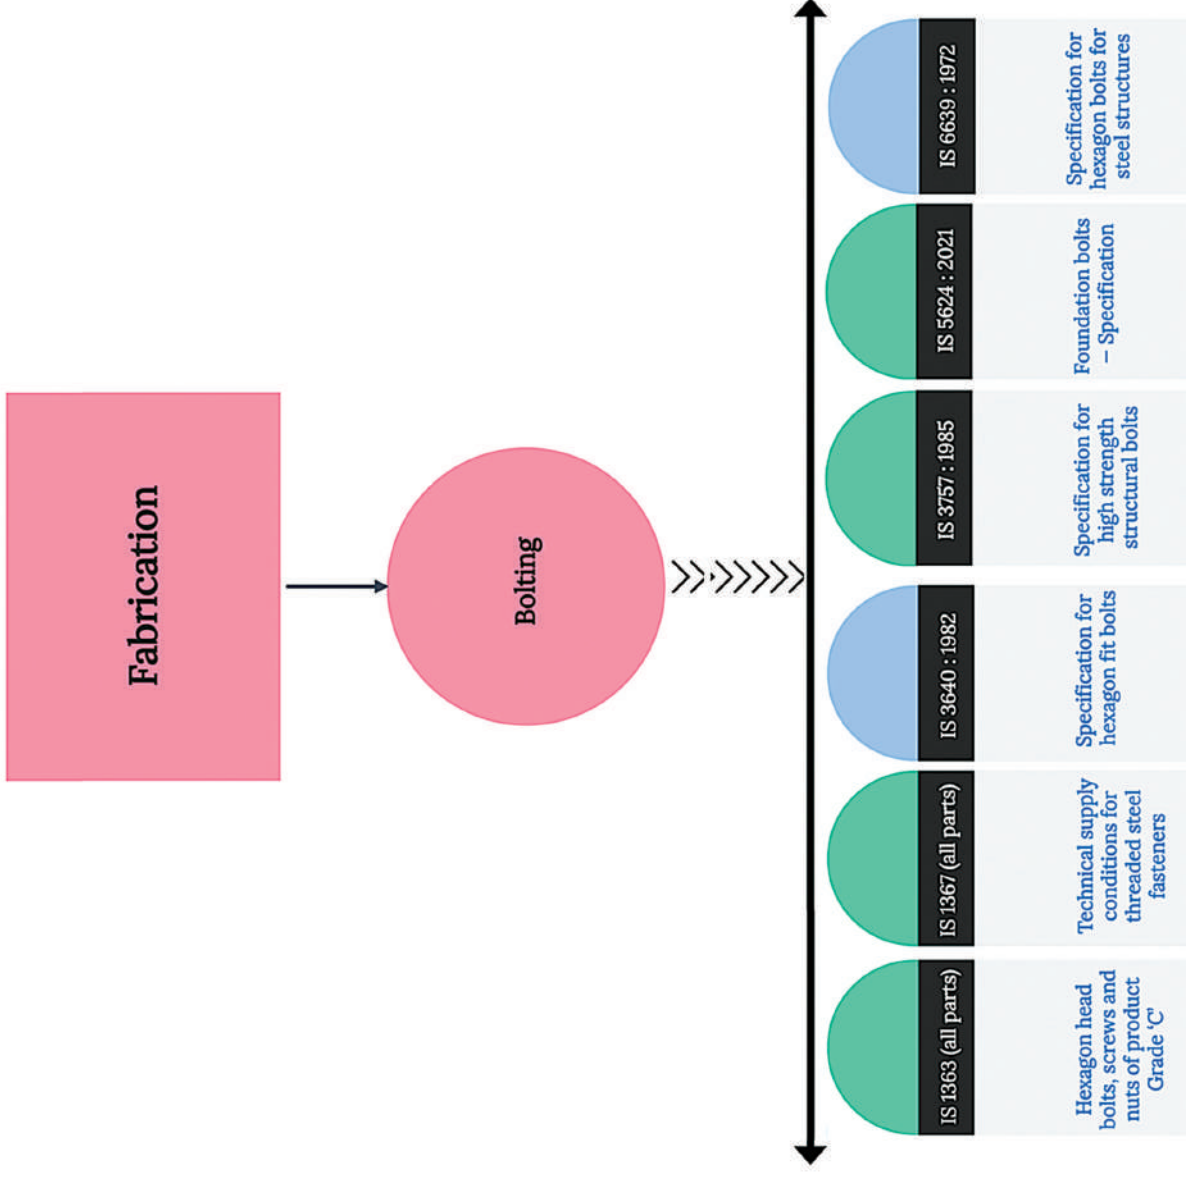 Fabrication
Bolting
IS 1363 (all parts)
Hexagon head
bolts, screws and
nuts of product
Grade ‘C’
IS 1367 (all parts)
Technical supply
conditions for
threaded steel
fasteners
IS 3640 : 1982
Specification for
hexagon fit bolts
IS 3757 : 1985
Specification for
high strength
structural bolts
IS 5624 : 2021
Foundation bolts
– Specification
IS 6639 : 1972
Specification for
hexagon bolts for
steel structures